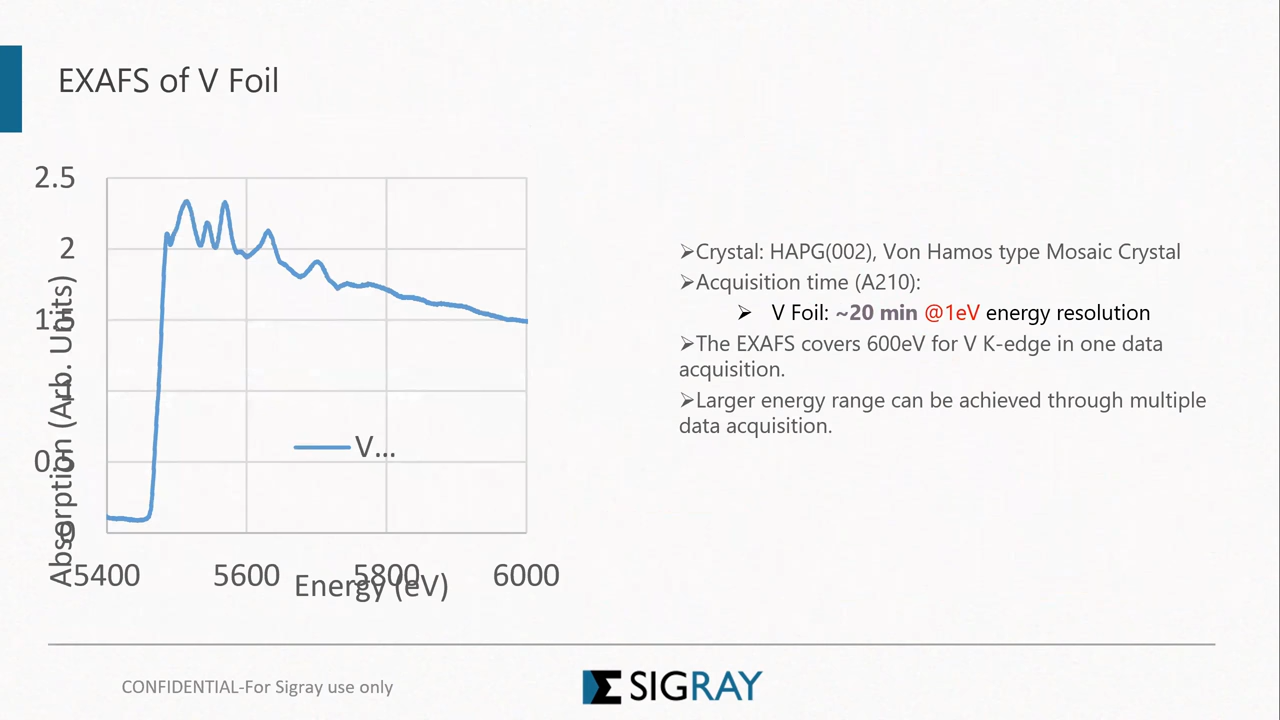 EXAFS of V Foil
2.5
2
1.5
1
0.5
0
Absorption (Arb. Units)
5400 5600 5800 6000
Energy (eV)
V...
➢Crystal: HAPG(002), Von Hamos type Mosaic Crystal
➢Acquisition time (A210):
➢ V Foil: ~20 min @1eV energy resolution
➢The EXAFS covers 600eV for V K-edge in one data
acquisition.
➢Larger energy range can be achieved through multiple
data acquisition.
CONFIDENTIAL-For Sigray use only
SIGRAY